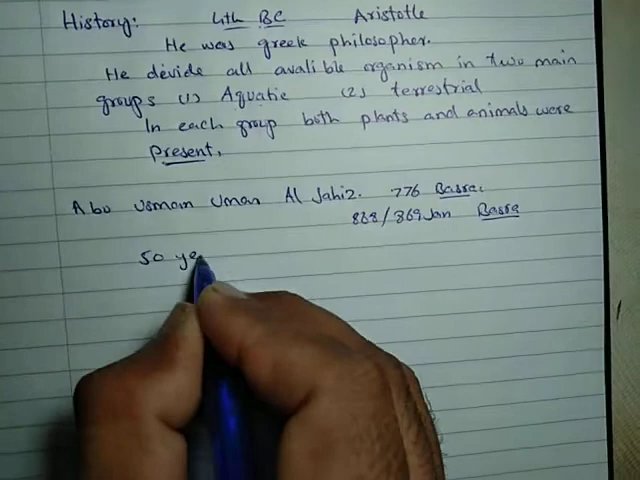 History: 4th BC Aristotle
He was greek philosopher.
He devide all avalible organism in two main
groups (1) Aquatic (2) terrestrial
In each group both plants and animals were
Present.
Abu Usman Uman Al Jahiz. 776 Basra.
868/869 Jan Basra
50 ye